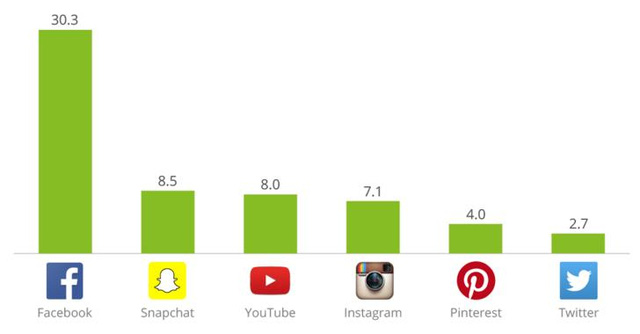 30.3
8.5
8.0
7.1
4.0
2.7
Facebook
Snapchat
YouTube
Instagram
Pinterest
Twitter